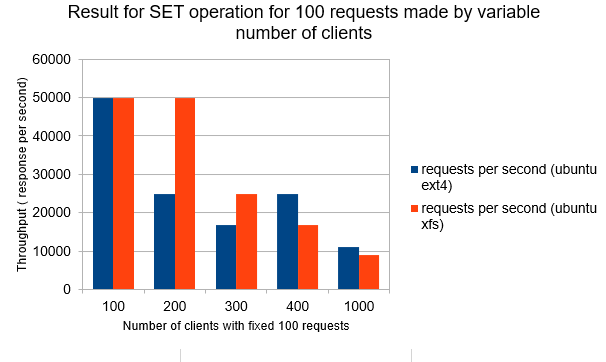 Result for SET operation for 100 requests made by variable
number of clients
60000
50000
40000
30000
20000
10000
0
Throughput ( response per second)
100 200 300 400 1000
Number of clients with fixed 100 requests
requests per second (ubuntu
ext4)
requests per second (ubuntu
xfs)